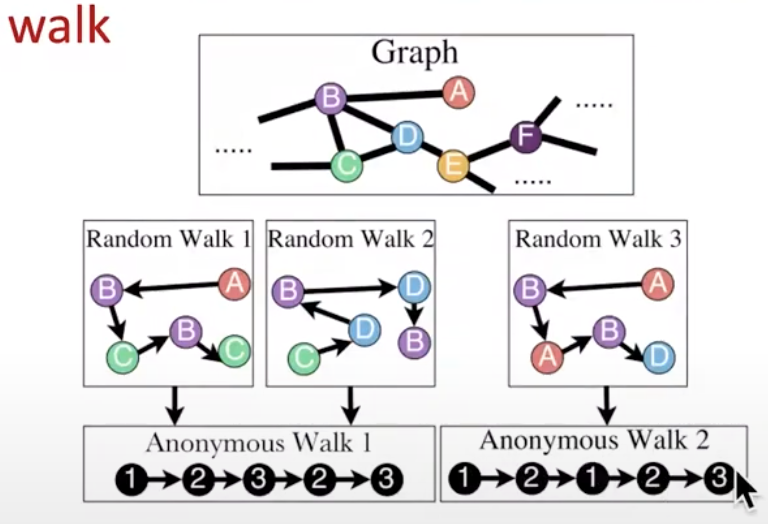 walk
Graph
B A
D F
C E
.....
.....
.....
Random Walk 1
B A
B
C C
Random Walk 2
B D
D B
C
Random Walk 3
B A
B
A D
Anonymous Walk 1
1 2 3 2 3
Anonymous Walk 2
1 2 1 2 3